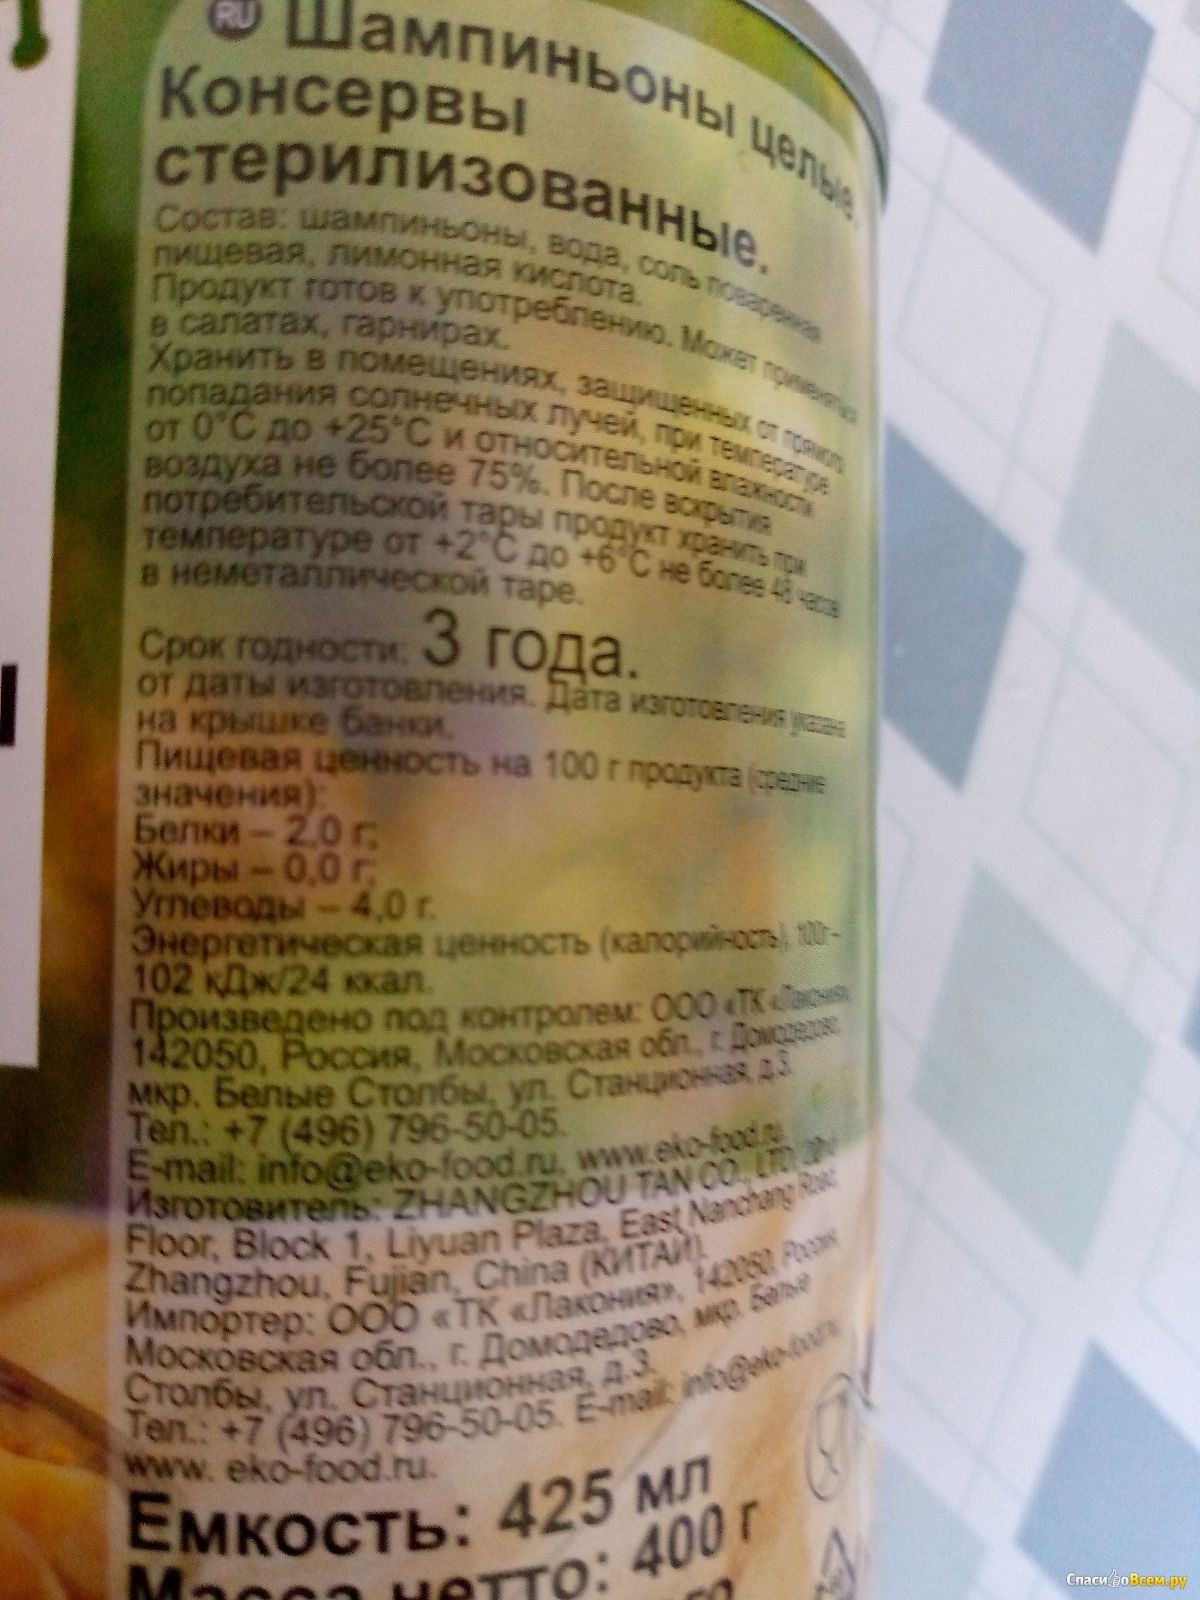 RU Шампиньоны целые.
Консервы
стерилизованные.
Состав: шампиньоны, вода, соль поваренная
пищевая, лимонная кислота.
Продукт готов к употреблению. Может применяться
в салатах, гарнирах.
Хранить в помещениях, защищенных от прямого
попадания солнечных лучей, при температуре
от 0°С до +25°С и относительной влажности
воздуха не более 75%. После вскрытия
потребительской тары продукт хранить при
температуре от +2°С до +6°С не более 48 часов
в неметаллической таре.
Срок годности: 3 года.
от даты изготовления. Дата изготовления указана
на крышке банки.
Пищевая ценность на 100 г продукта (средние
значения):
Белки – 2,0 г;
Жиры – 0,0 г;
Углеводы – 4,0 г.
Энергетическая ценность (калорийность) 100г –
102 кДж/24 ккал.
Произведено под контролем: ООО «ТК «Лакония»,
142050, Россия, Московская обл., г. Домодедово,
мкр. Белые Столбы, ул. Станционная, д.3.
Тел.: +7 (496) 796-50-05.
E-mail: info@eko-food.ru, www.eko-food.ru.
Изготовитель: ZHANGZHOU TAN CO., LTD,
Floor, Block 1, Liyuan Plaza, East Nanchang Road,
Zhangzhou, Fujian, China (КИТАЙ).
Импортер: ООО «ТК «Лакония», 142050, Россия,
Московская обл., г. Домодедово, мкр. Белые
Столбы, ул. Станционная, д.3.
Тел.: +7 (496) 796-50-05. E-mail: info@eko-food.ru,
www. eko-food.ru.
Емкость: 425 мл
Масса нетто: 400 г
СпасибоВсем.ру